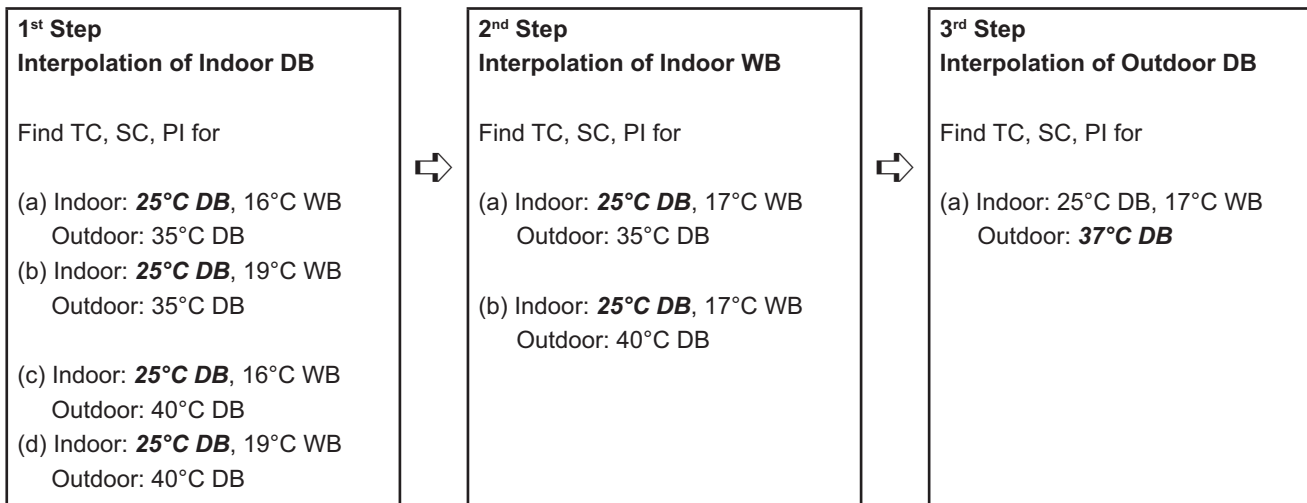 1st Step
Interpolation of Indoor DB
Find TC, SC, PI for
(a) Indoor: 25°C DB, 16°C WB
Outdoor: 35°C DB
(b) Indoor: 25°C DB, 19°C WB
Outdoor: 35°C DB
(c) Indoor: 25°C DB, 16°C WB
Outdoor: 40°C DB
(d) Indoor: 25°C DB, 19°C WB
Outdoor: 40°C DB
2nd Step
Interpolation of Indoor WB
Find TC, SC, PI for
(a) Indoor: 25°C DB, 17°C WB
Outdoor: 35°C DB
(b) Indoor: 25°C DB, 17°C WB
Outdoor: 40°C DB
3rd Step
Interpolation of Outdoor DB
Find TC, SC, PI for
(a) Indoor: 25°C DB, 17°C WB
Outdoor: 37°C DB